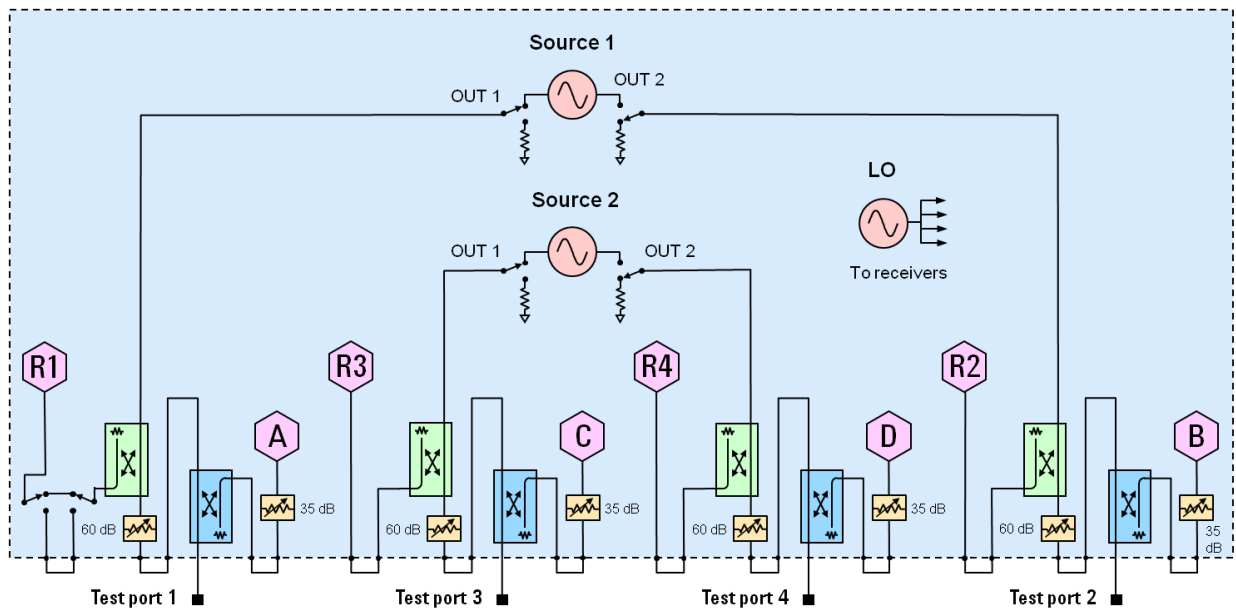 Source 1
OUT 1
OUT 2
LO
Source 2
OUT 1
OUT 2
To receivers
R1
R3
R4
R2
A
C
D
B
60 dB
35 dB
60 dB
35 dB
60 dB
35 dB
60 dB
35
dB
Test port 1
Test port 3
Test port 4
Test port 2